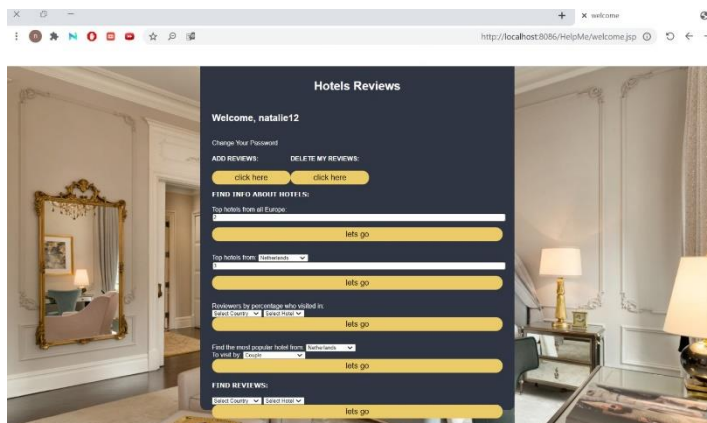 welcome
http://localhost:8086/HelpMe/welcome.jsp
Hotels Reviews
Welcome, natalie12
Change Your Password
ADD REVIEWS: DELETE MY REVIEWS:
click here click here
FIND INFO ABOUT HOTELS:
Top hotels from all Europe:
2
lets go
Top hotels from: Netherlands
lets go
Reviewers by percentage who visited in:
Select Country Select Hotel
lets go
Find the most popular hotel from: Netherlands
To visit by: Couple
lets go
FIND REVIEWS:
Select Country Select Hotel
lets go